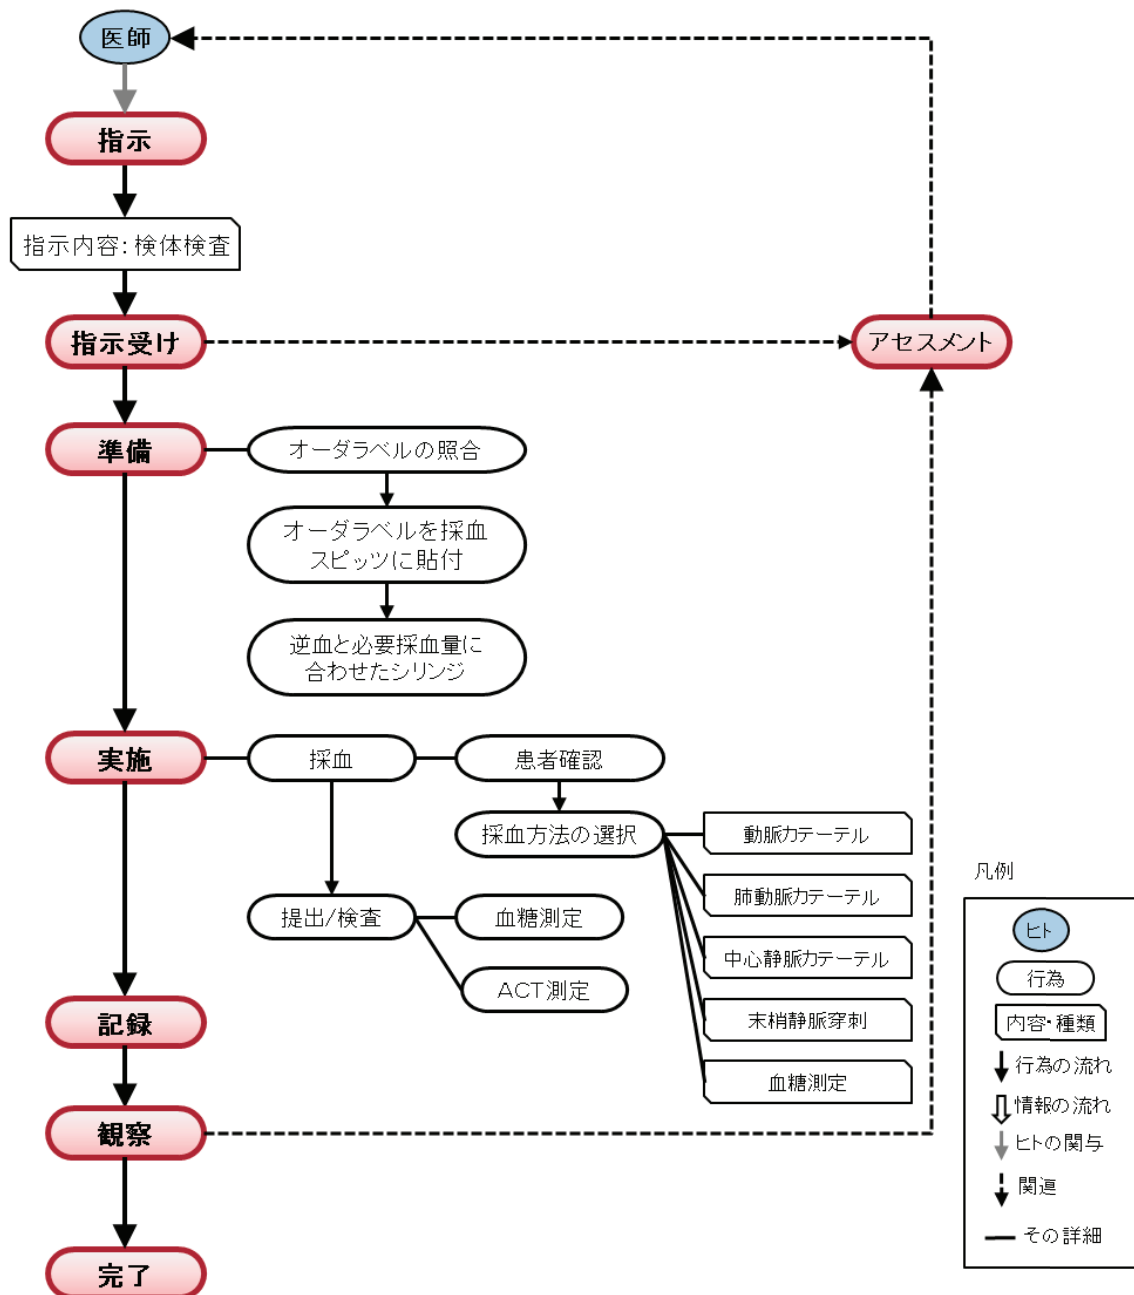 医師
指示
指示内容：検体検査
指示受け
アセスメント
準備
オーダラベルの照合
オーダラベルを採血
スピッツに貼付
逆血と必要採血量に
合わせたシリンジ
実施
採血
患者確認
採血方法の選択
動脈カテーテル
肺動脈カテーテル
中心静脈カテーテル
末梢静脈穿刺
血糖測定
提出/検査
血糖測定
ACT測定
記録
観察
完了
凡例
ヒト
行為
内容・種類
行為の流れ
情報の流れ
ヒトの関与
関連
その詳細